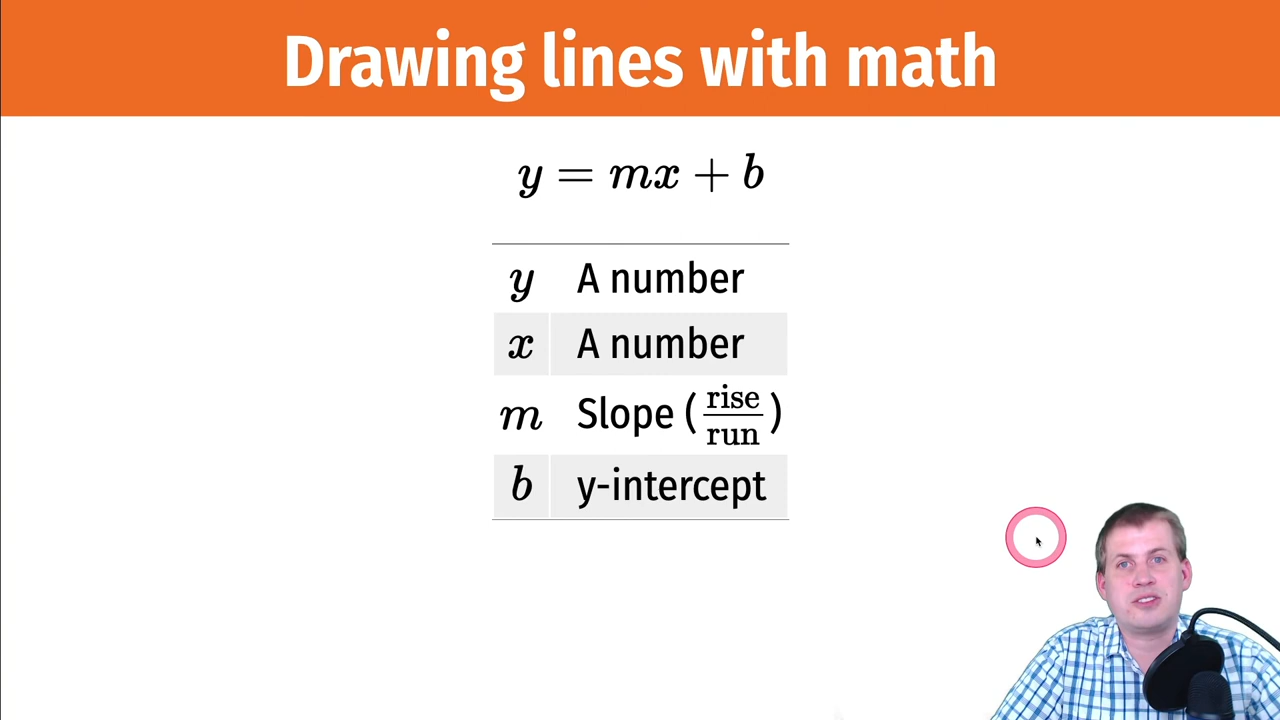 Drawing lines with math
y = mx + b
y A number
x A number
m Slope (rise/run)
b y-intercept